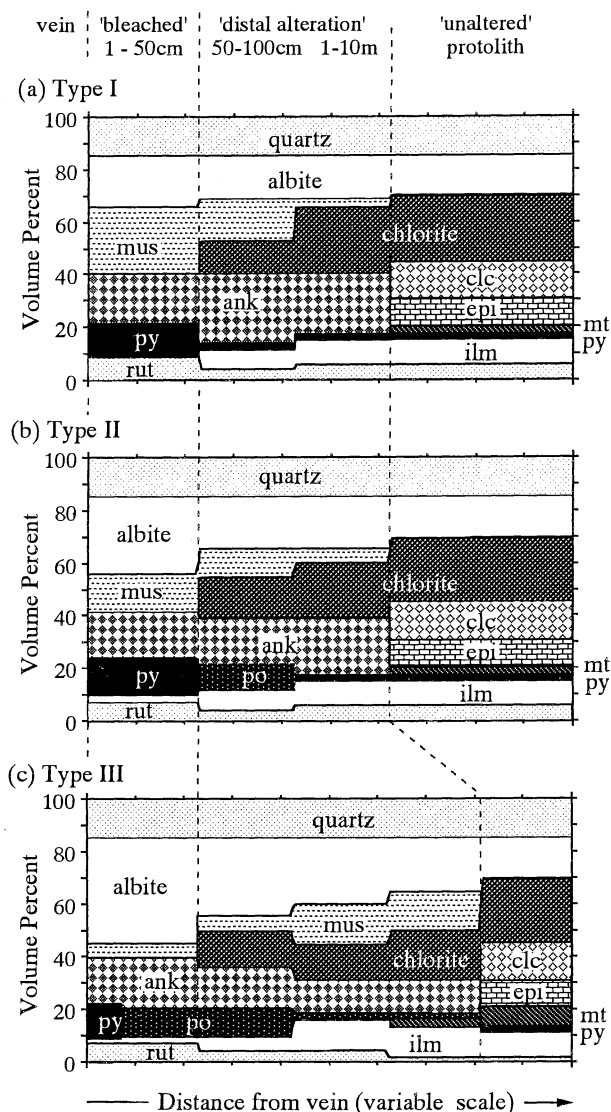 vein 'bleached' 'distal alteration' 'unaltered'
1 - 50cm 50-100cm 1-10m protolith
(a) Type I
100
80
60
40
20
0
Volume Percent
quartz
albite
mus
chlorite
ank
clc
epi
py
mt
py
ilm
rut
(b) Type II
100
80
60
40
20
0
Volume Percent
quartz
albite
mus
chlorite
ank
clc
epi
py
po
mt
py
ilm
rut
(c) Type III
100
80
60
40
20
0
Volume Percent
quartz
albite
mus
chlorite
ank
clc
epi
py
po
mt
py
ilm
rut
Distance from vein (variable scale)